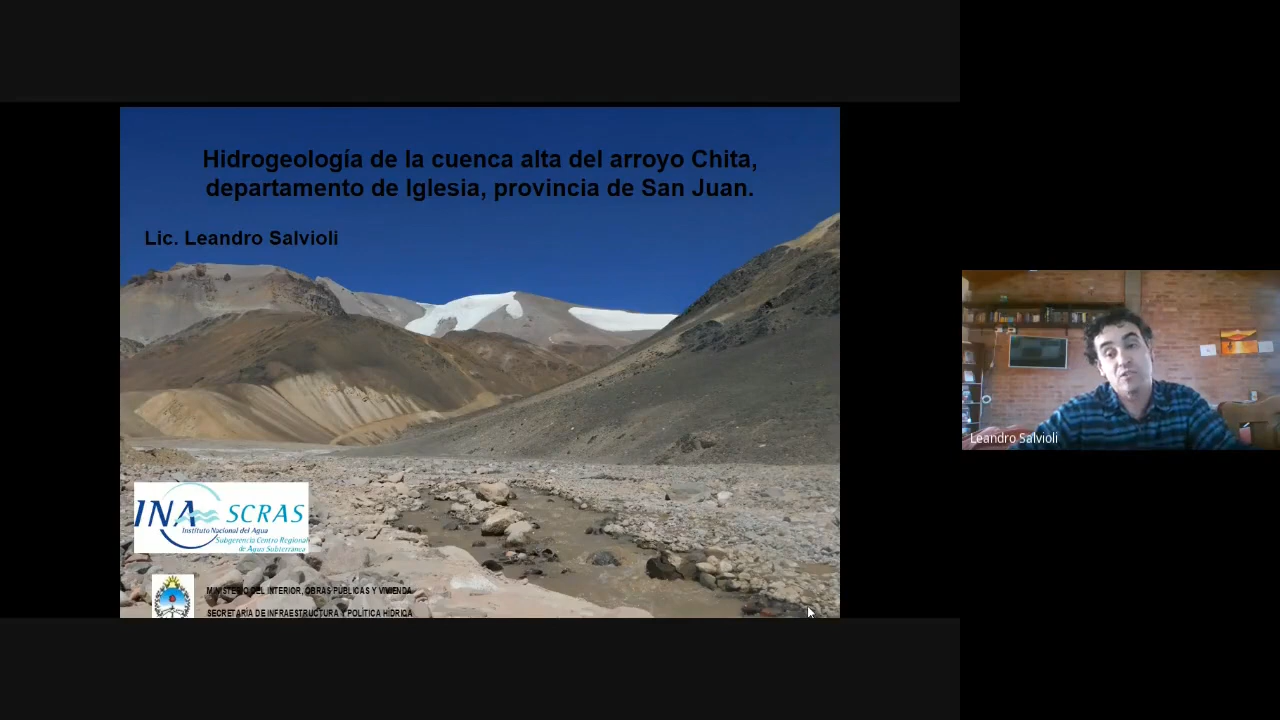 Hidrogeología de la cuenca alta del arroyo Chita,
departamento de Iglesia, provincia de San Juan.
Lic. Leandro Salvioli
INA SCRAS
Instituto Nacional del Agua
Subgerencia Centro Regional
de Agua Subterranea
MINISTERIO DEL INTERIOR, OBRAS PÚBLICAS Y VIVIENDA
SECRETARÍA DE INFRAESTRUCTURA Y POLÍTICA HÍDRICA
Leandro Salvioli